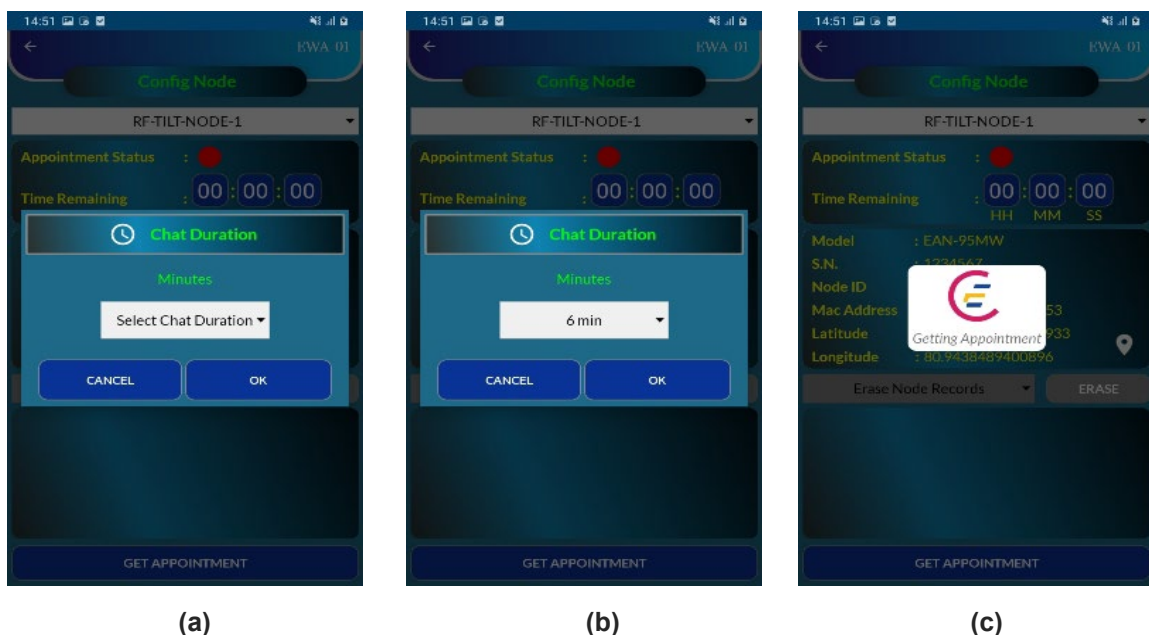 14:51
EWA 01
Config Node
RF-TILT-NODE-1
Appointment Status :
Time Remaining : 00 : 00 : 00
Chat Duration
Minutes
Select Chat Duration
CANCEL OK
GET APPOINTMENT
(a)
14:51
EWA 01
Config Node
RF-TILT-NODE-1
Appointment Status :
Time Remaining : 00 : 00 : 00
Chat Duration
Minutes
6 min
CANCEL OK
GET APPOINTMENT
(b)
14:51
EWA 01
Config Node
RF-TILT-NODE-1
Appointment Status :
Time Remaining : 00 : 00 : 00
HH MM SS
Model : EAN-95MW
S.N. : 1234567
Node ID
Mac Address 53
Latitude 933
Getting Appointment
Longitude : 80.9438489400896
Erase Node Records ERASE
GET APPOINTMENT
(c)